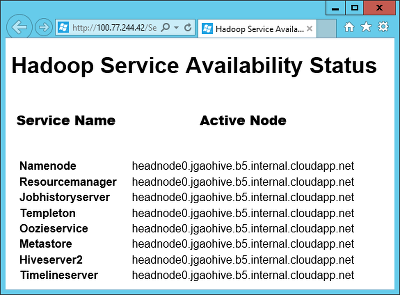 http://100.77.244.42/Se
Hadoop Service Availa...
Hadoop Service Availability Status
Service Name Active Node
Namenode headnode0.jgaohive.b5.internal.cloudapp.net
Resourcemanager headnode0.jgaohive.b5.internal.cloudapp.net
Jobhistoryserver headnode0.jgaohive.b5.internal.cloudapp.net
Templeton headnode0.jgaohive.b5.internal.cloudapp.net
Oozieservice headnode0.jgaohive.b5.internal.cloudapp.net
Metastore headnode0.jgaohive.b5.internal.cloudapp.net
Hiveserver2 headnode0.jgaohive.b5.internal.cloudapp.net
Timelineserver headnode0.jgaohive.b5.internal.cloudapp.net